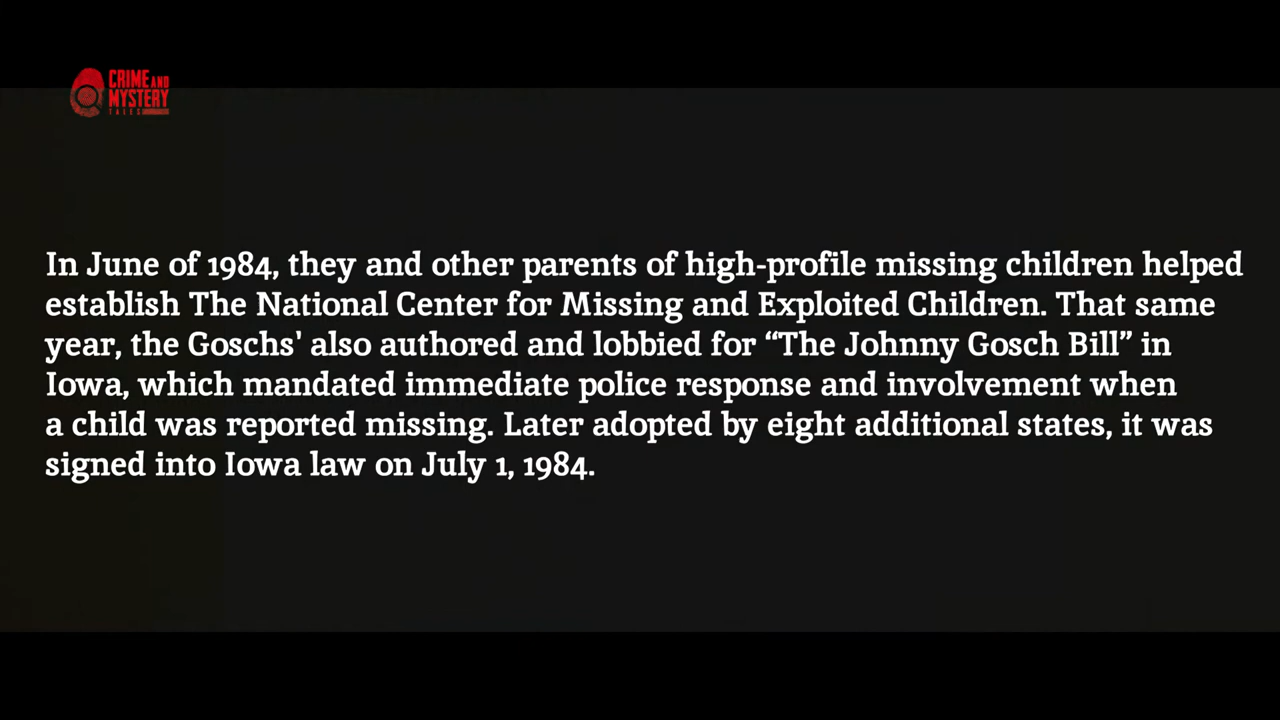 CRIME AND
MYSTERY
TALES
In June of 1984, they and other parents of high-profile missing children helped
establish The National Center for Missing and Exploited Children. That same
year, the Goschs' also authored and lobbied for “The Johnny Gosch Bill” in
Iowa, which mandated immediate police response and involvement when
a child was reported missing. Later adopted by eight additional states, it was
signed into Iowa law on July 1, 1984.